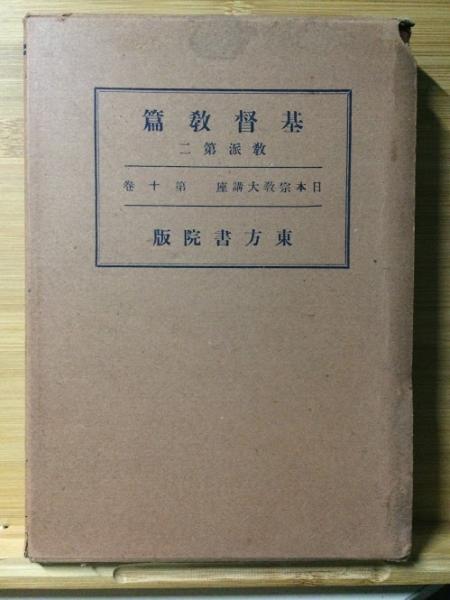 基督教篇
教派第二
日本宗教大講座 第十巻
東方書院版